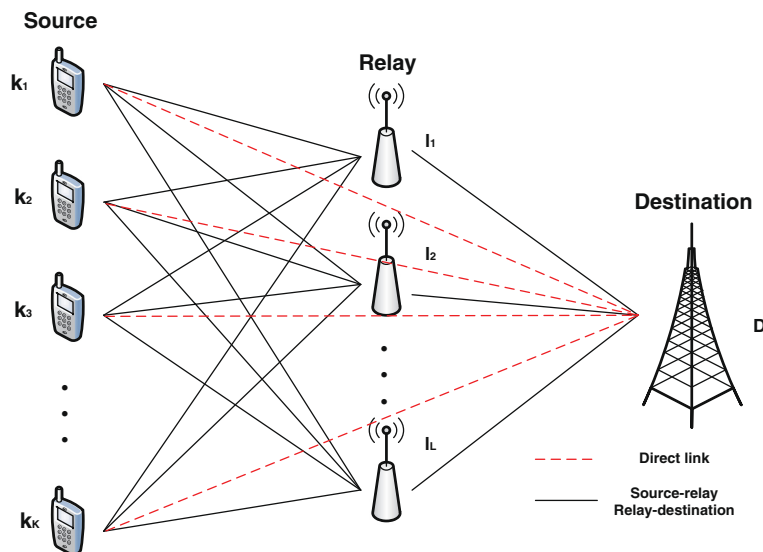 Source
Relay
Destination
k1
k2
k3
kK
l1
l2
lL
D
Direct link
Source-relay
Relay-destination